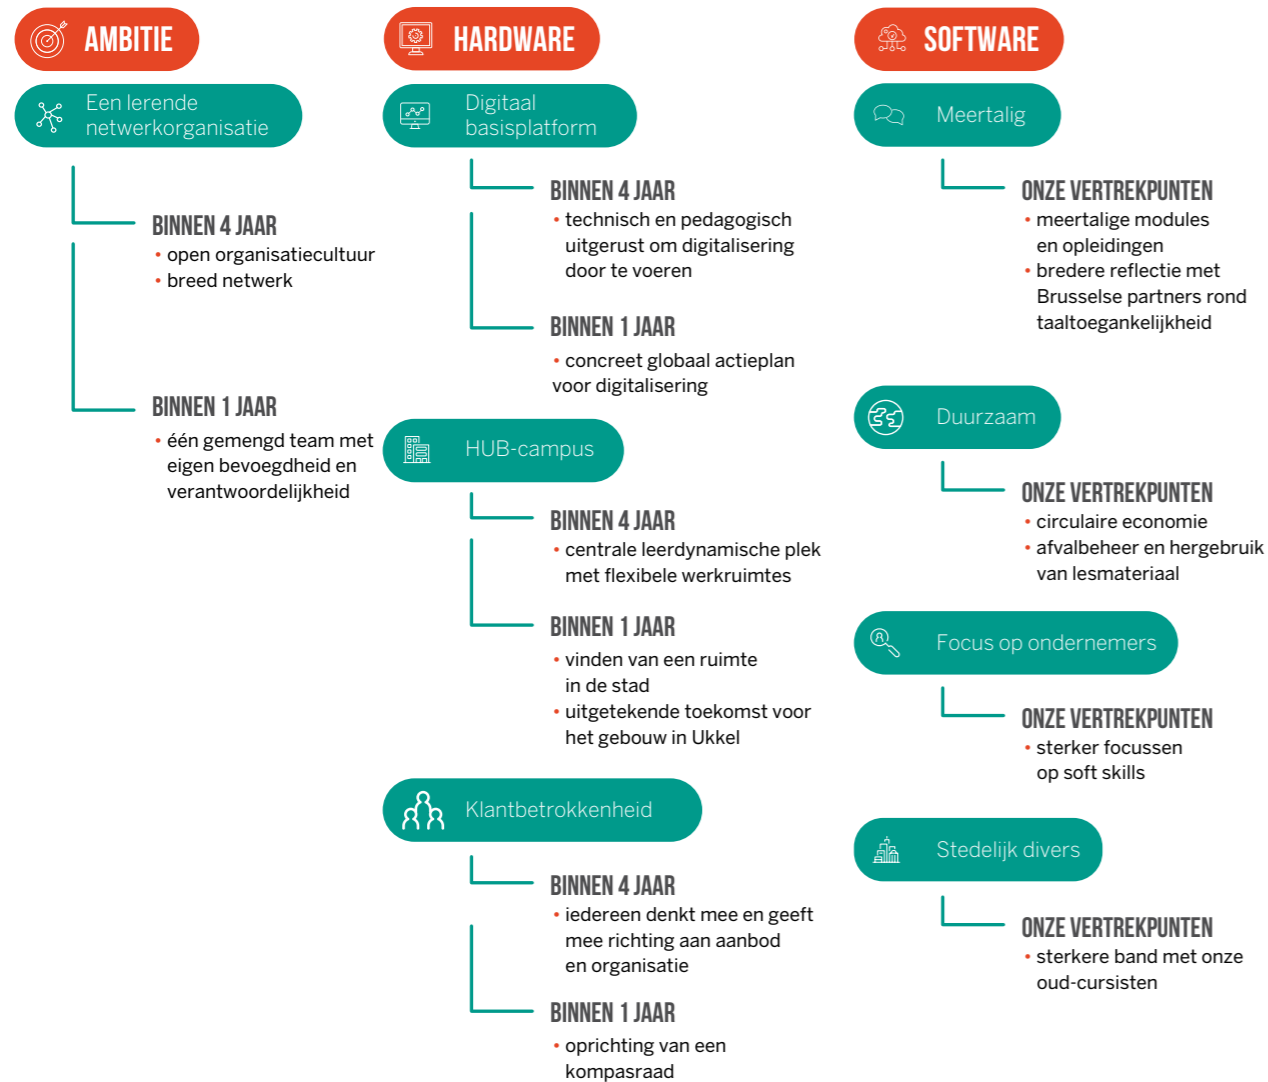 AMBITIE
Een lerende
netwerkorganisatie
BINNEN 4 JAAR
• open organisatiecultuur
• breed netwerk
BINNEN 1 JAAR
• één gemengd team met
eigen bevoegdheid en
verantwoordelijkheid
HARDWARE
Digitaal
basisplatform
BINNEN 4 JAAR
• technisch en pedagogisch
uitgerust om digitalisering
door te voeren
BINNEN 1 JAAR
• concreet globaal actieplan
voor digitalisering
HUB-campus
BINNEN 4 JAAR
• centrale leerdynamische plek
met flexibele werkruimtes
BINNEN 1 JAAR
• vinden van een ruimte
in de stad
• uitgetekende toekomst voor
het gebouw in Ukkel
Klantbetrokkenheid
BINNEN 4 JAAR
• iedereen denkt mee en geeft
mee richting aan aanbod
en organisatie
BINNEN 1 JAAR
• oprichting van een
kompasraad
SOFTWARE
Meertalig
ONZE VERTREKPUNTEN
• meertalige modules
en opleidingen
• bredere reflectie met
Brusselse partners rond
taaltoegankelijkheid
Duurzaam
ONZE VERTREKPUNTEN
• circulaire economie
• afvalbeheer en hergebruik
van lesmateriaal
Focus op ondernemers
ONZE VERTREKPUNTEN
• sterker focussen
op soft skills
Stedelijk divers
ONZE VERTREKPUNTEN
• sterkere band met onze
oud-cursisten